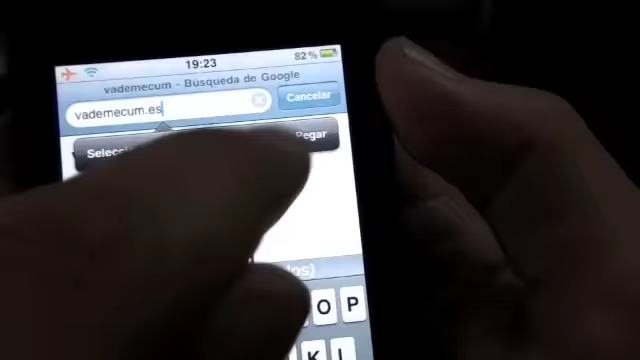 19:23
82%
vademecum - Búsqueda de Google
vademecum.es
Cancelar
Pegar
O P
K L